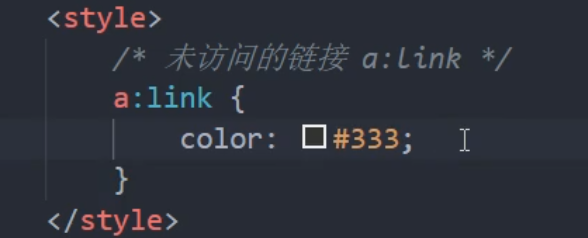 <style>
/* 未访问的链接 a:link */
a:link {
color: #333;
}
</style>